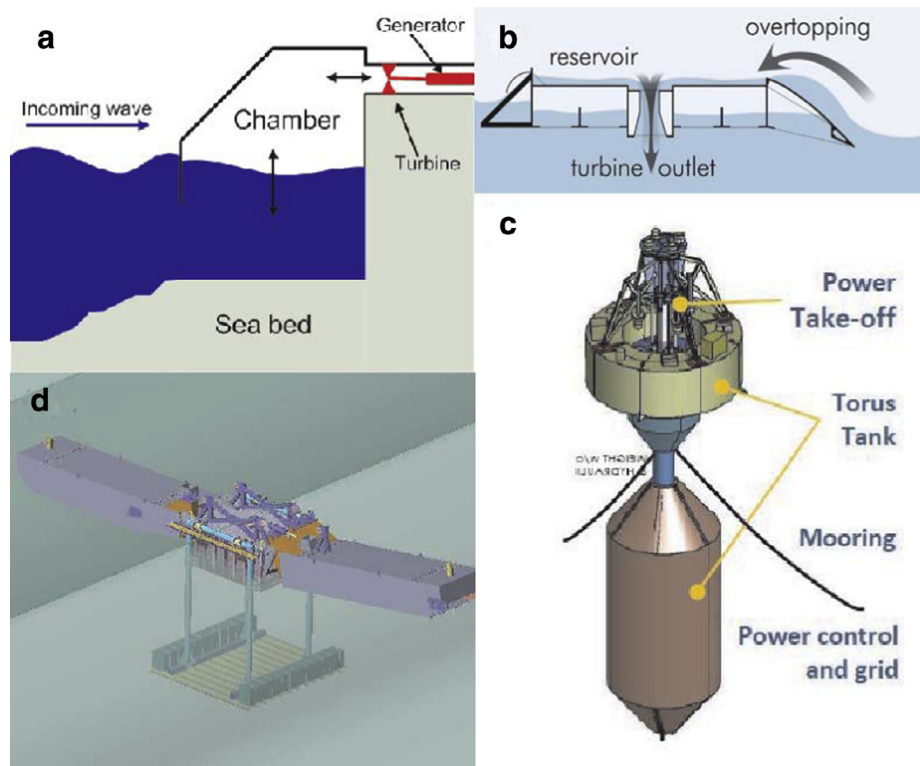 a
Generator
Incoming wave
Chamber
Turbine
Sea bed
b
overtopping
reservoir
turbine outlet
c
Power
Take-off
Torus
Tank
Mooring
Power control
and grid
d